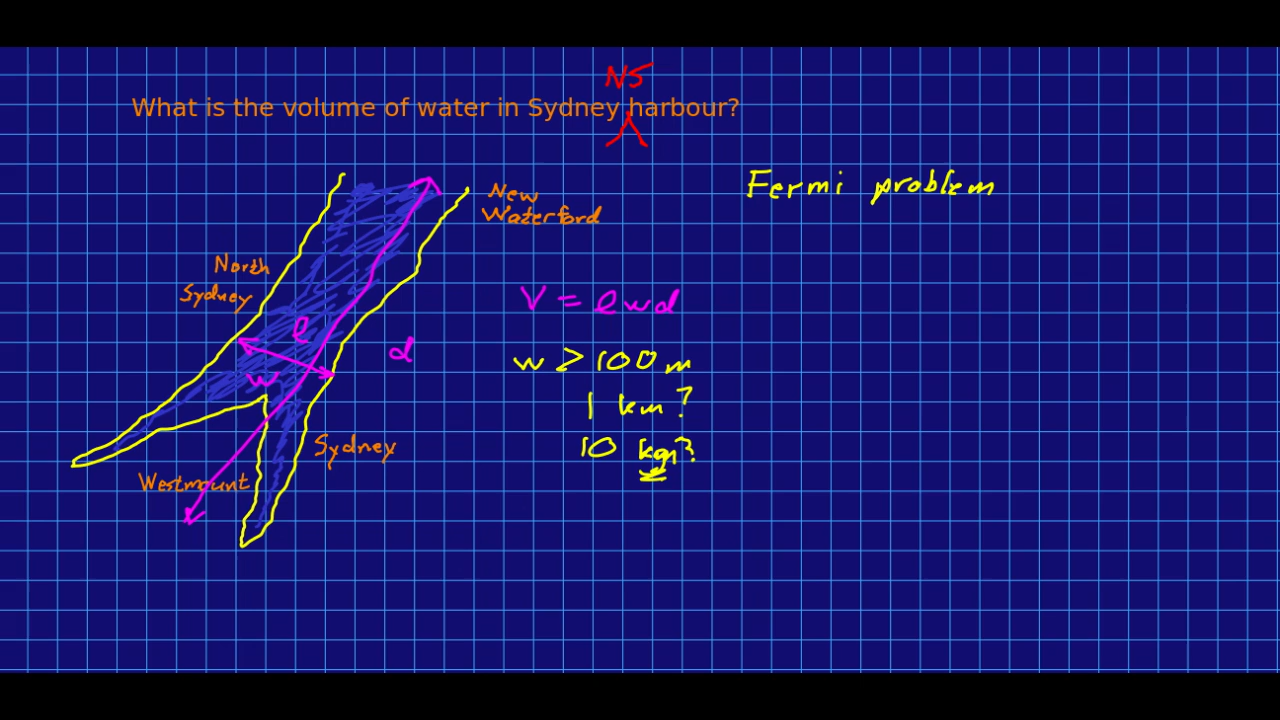 NS
What is the volume of water in Sydney harbour?
Fermi problem
New
Waterford
North
Sydney
V = l w d
l
d
w
w > 100 m
1 km?
10 km?
Sydney
Westmount